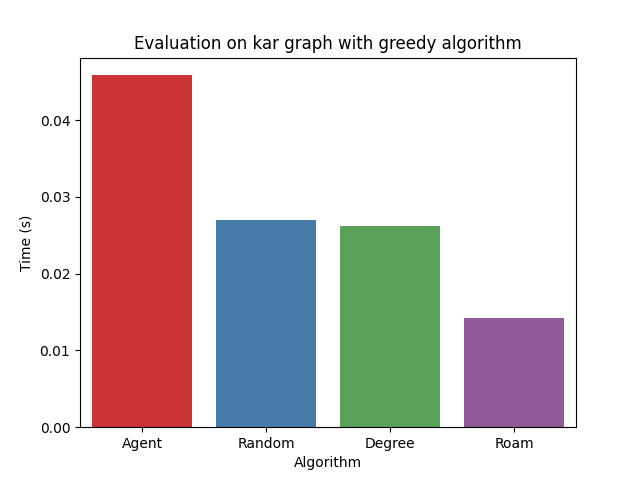 Evaluation on kar graph with greedy algorithm
Time (s)
0.04
0.03
0.02
0.01
0.00
Agent Random Degree Roam
Algorithm